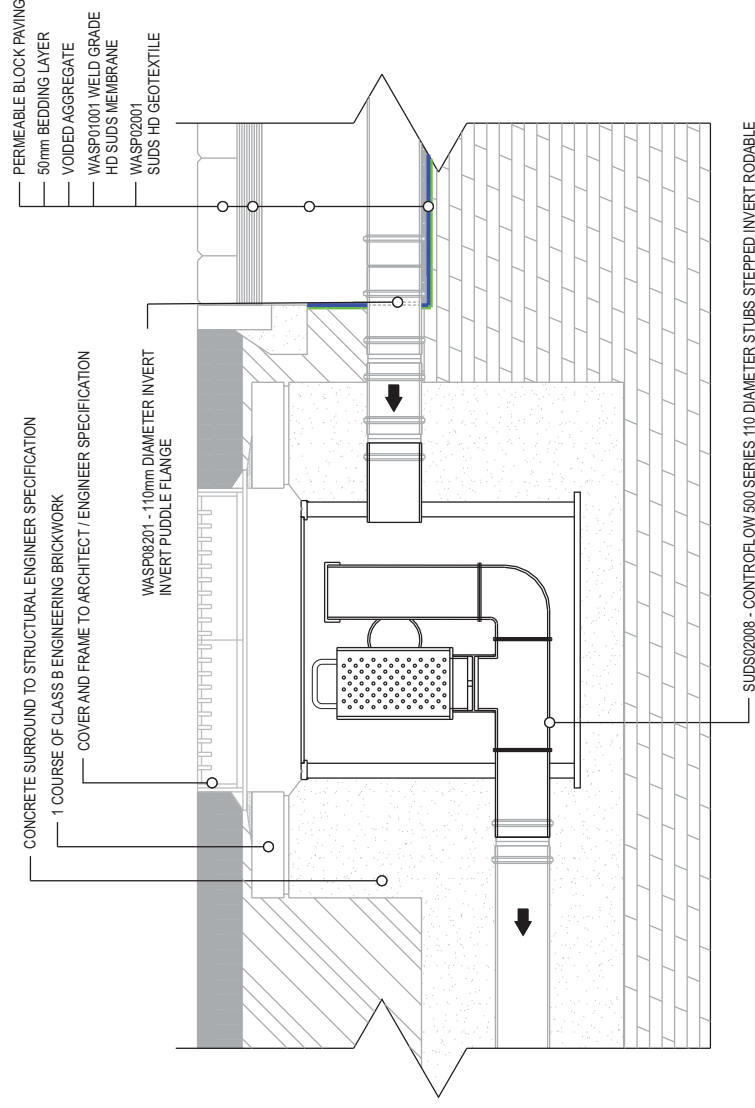 PERMEABLE BLOCK PAVING
50mm BEDDING LAYER
VOIDED AGGREGATE
WASP01001 WELD GRADE
HD SUDS MEMBRANE
WASP02001
SUDS HD GEOTEXTILE
CONCRETE SURROUND TO STRUCTURAL ENGINEER SPECIFICATION
1 COURSE OF CLASS B ENGINEERING BRICKWORK
COVER AND FRAME TO ARCHITECT / ENGINEER SPECIFICATION
WASP08201 - 110mm DIAMETER INVERT
INVERT PUDDLE FLANGE
SUDS02008 - CONTROFLOW 500 SERIES 110 DIAMETER STUBS STEPPED INVERT RODABLE